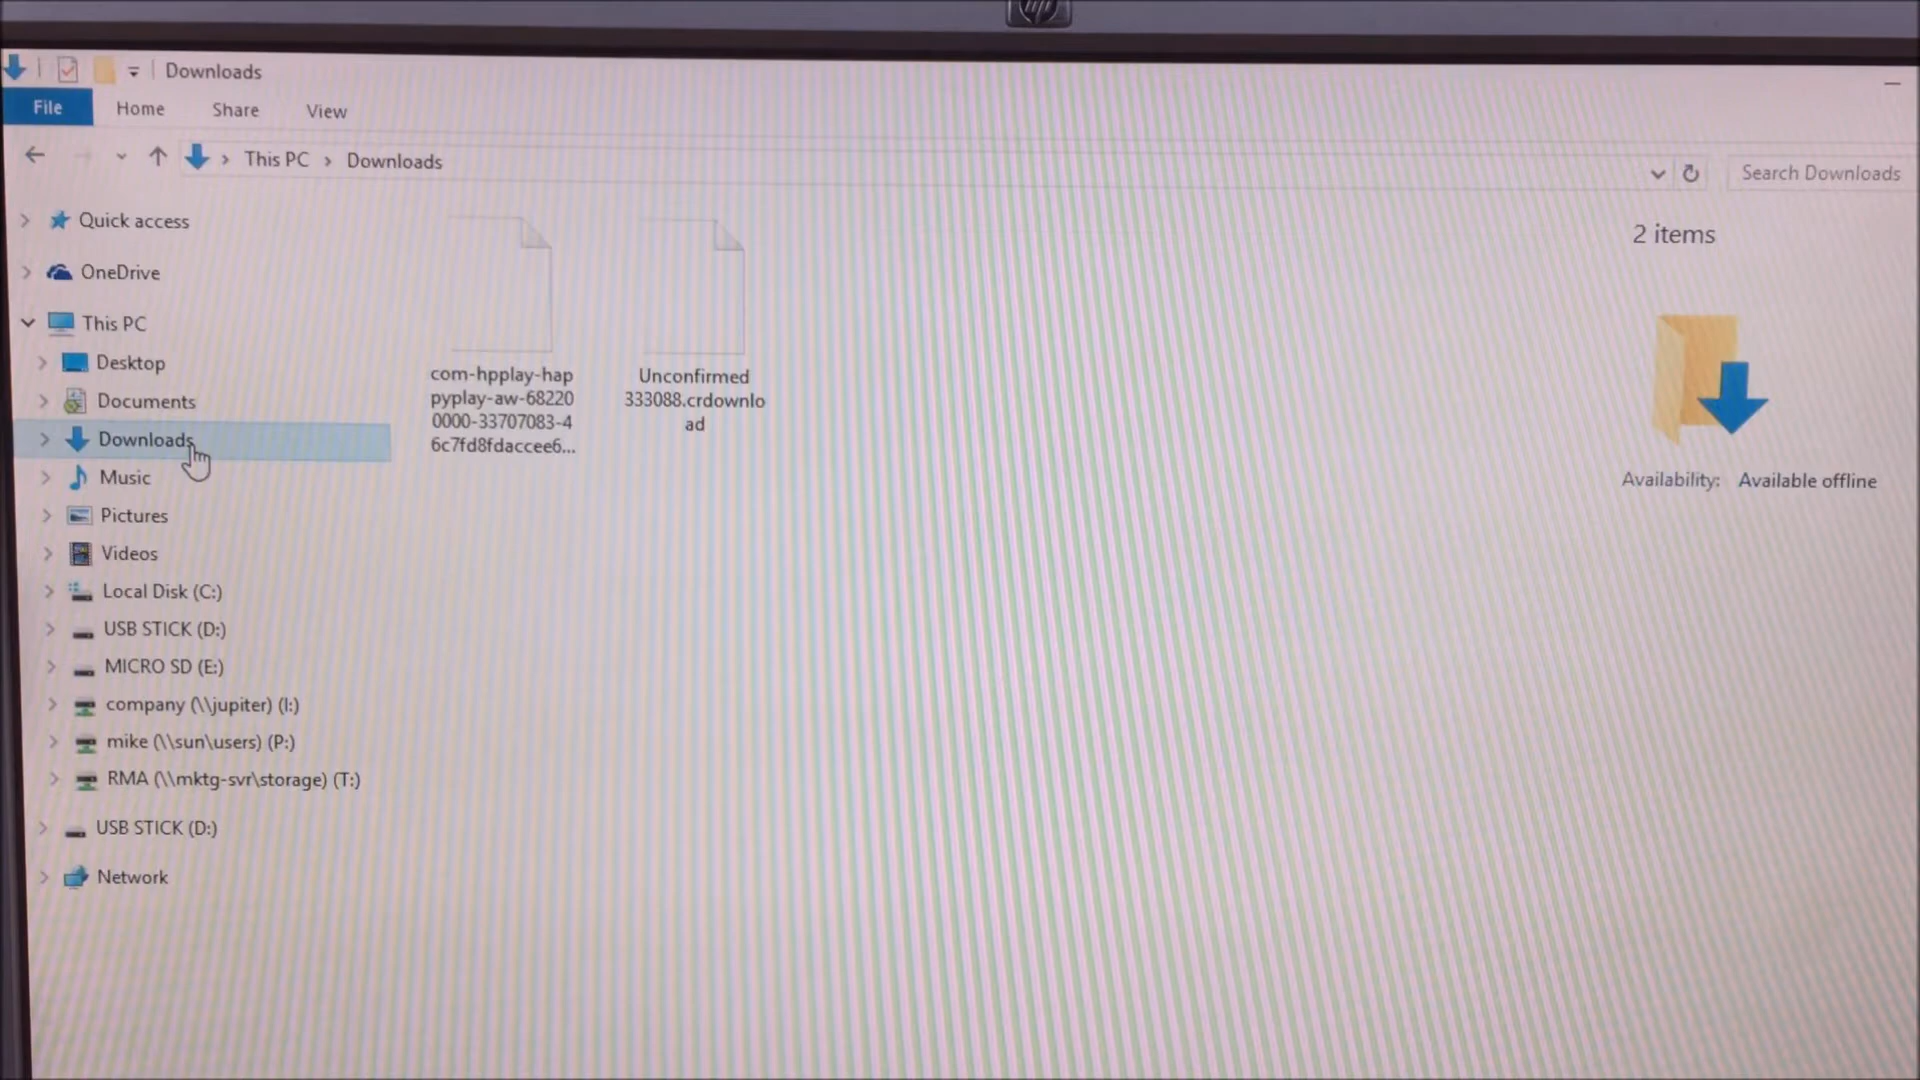 Downloads
File Home Share View
This PC > Downloads
Search Downloads
Quick access
OneDrive
This PC
Desktop
Documents
Downloads
Music
Pictures
Videos
Local Disk (C:)
USB STICK (D:)
MICRO SD (E:)
company (\\jupiter) (I:)
mike (\\sun\users) (P:)
RMA (\\mktg-svr\storage) (T:)
USB STICK (D:)
Network
com-hpplay-hap
pyplay-aw-68220
0000-33707083-4
6c7fd8fdaccee6...
Unconfirmed
333088.crdownlo
ad
2 items
Availability: Available offline
hp